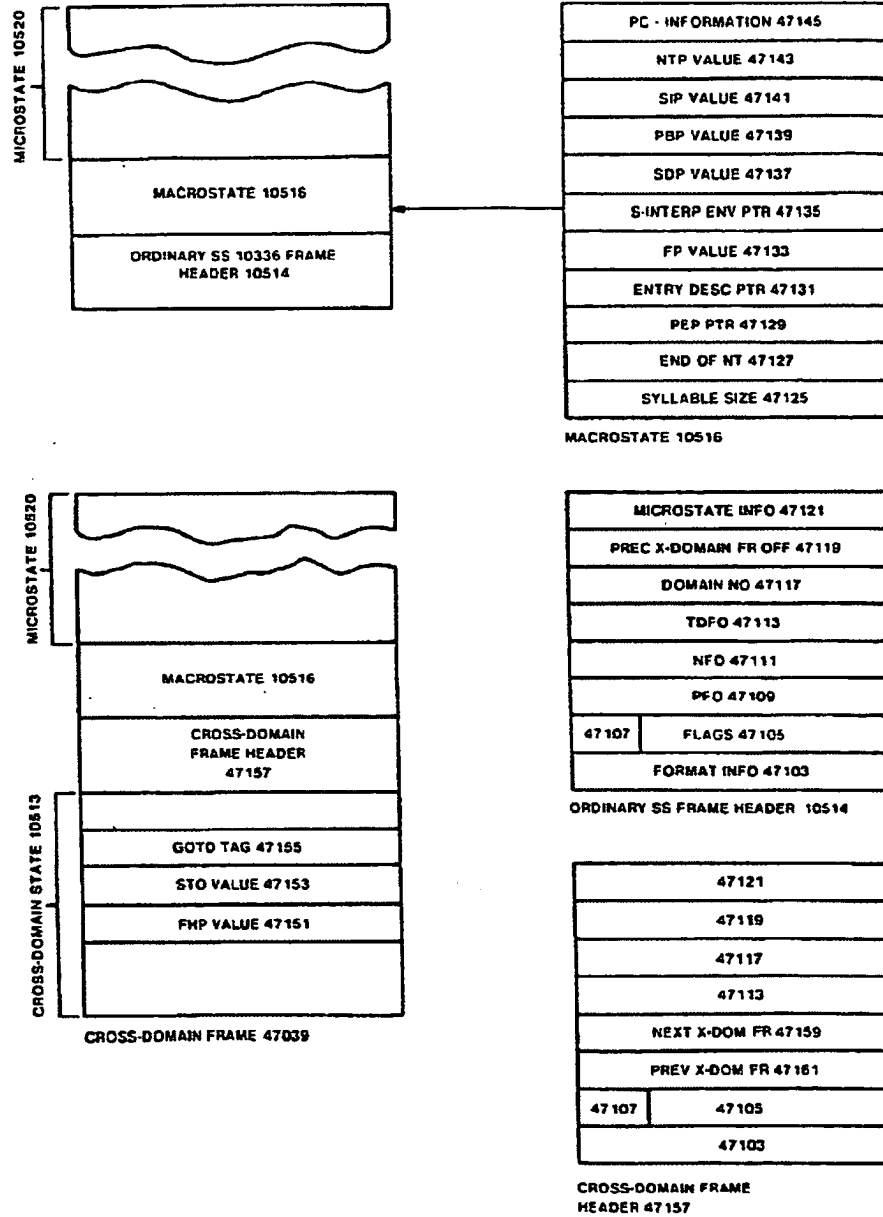 MICROSTATE 10520
MACROSTATE 10516
ORDINARY SS 10336 FRAME
HEADER 10514
PC - INFORMATION 47145
NTP VALUE 47143
SIP VALUE 47141
PBP VALUE 47139
SDP VALUE 47137
S-INTERP ENV PTR 47135
FP VALUE 47133
ENTRY DESC PTR 47131
PEP PTR 47129
END OF NT 47127
SYLLABLE SIZE 47125
MACROSTATE 10516
MICROSTATE 10520
MACROSTATE 10516
CROSS-DOMAIN
FRAME HEADER
47157
CROSS-DOMAIN STATE 10513
GOTO TAG 47155
STO VALUE 47153
FHP VALUE 47151
CROSS-DOMAIN FRAME 47039
MICROSTATE INFO 47121
PREC X-DOMAIN FR OFF 47119
DOMAIN NO 47117
TDFO 47113
NFO 47111
PFO 47109
47107 FLAGS 47105
FORMAT INFO 47103
ORDINARY SS FRAME HEADER 10514
47121
47119
47117
47113
NEXT X-DOM FR 47159
PREV X-DOM FR 47161
47107 47105
47103
CROSS-DOMAIN FRAME
HEADER 47157